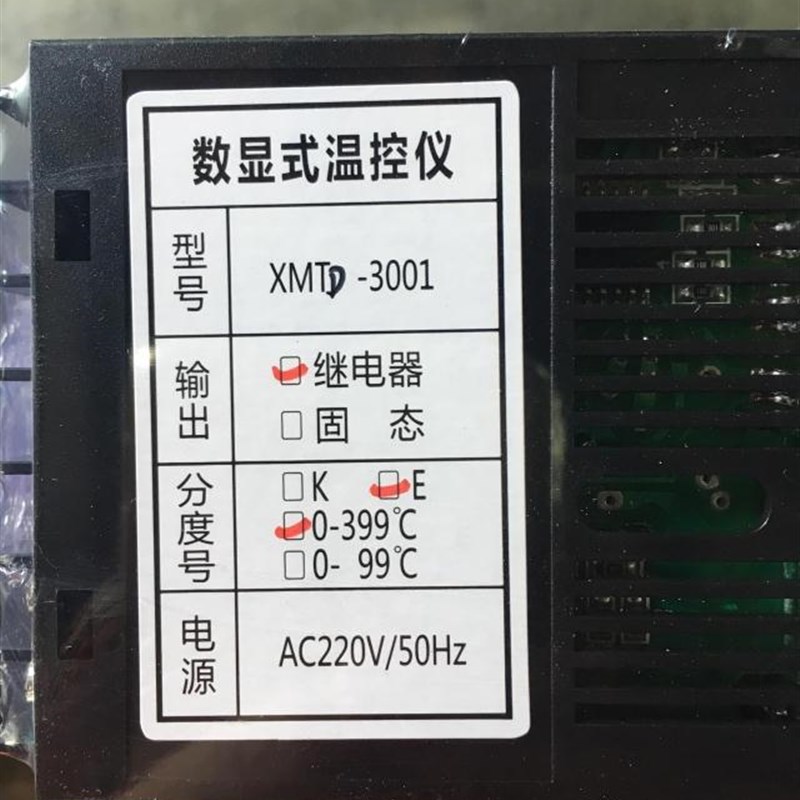 数显式温控仪
型号
XMTD-3001
输出
继电器
固 态
分度号
K E
0-399℃
0- 99℃
电源
AC220V/50Hz